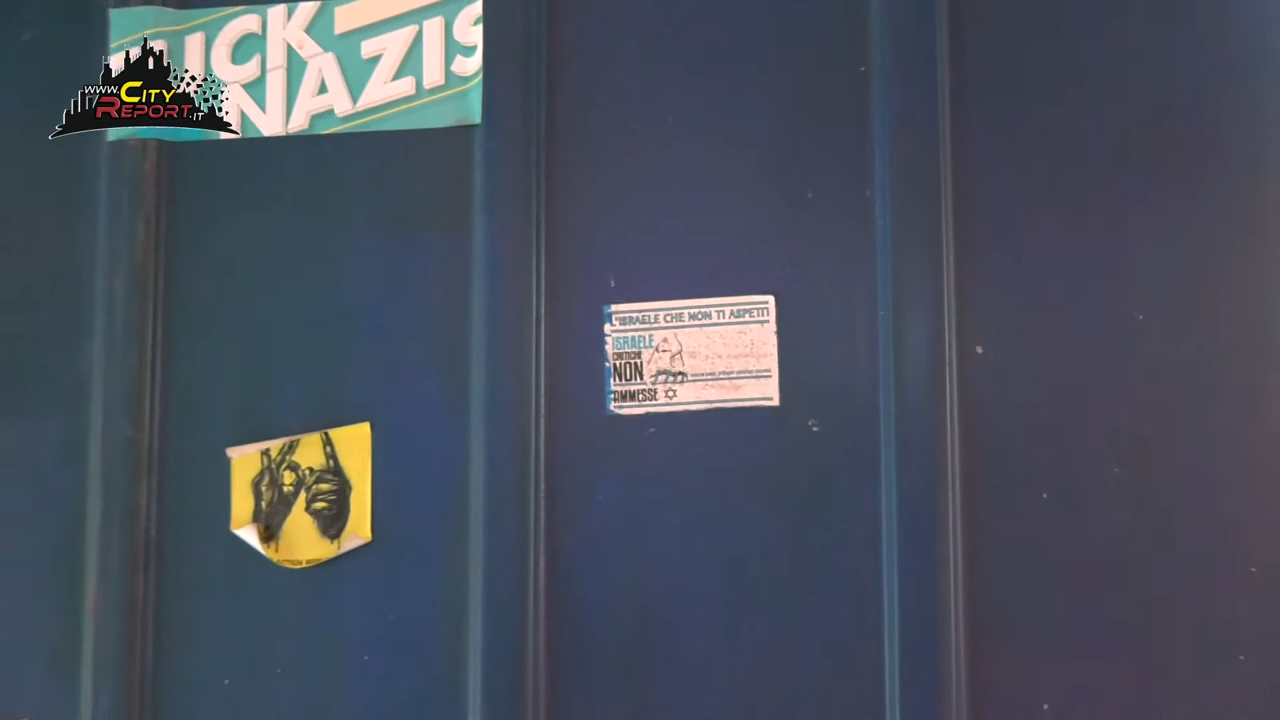 UCK
NAZIS
www.CITY
REPORT.IT
L'ISRAELE CHE NON TI ASPETTI
ISRAELE
CRITICHE
NON
AMMESSE